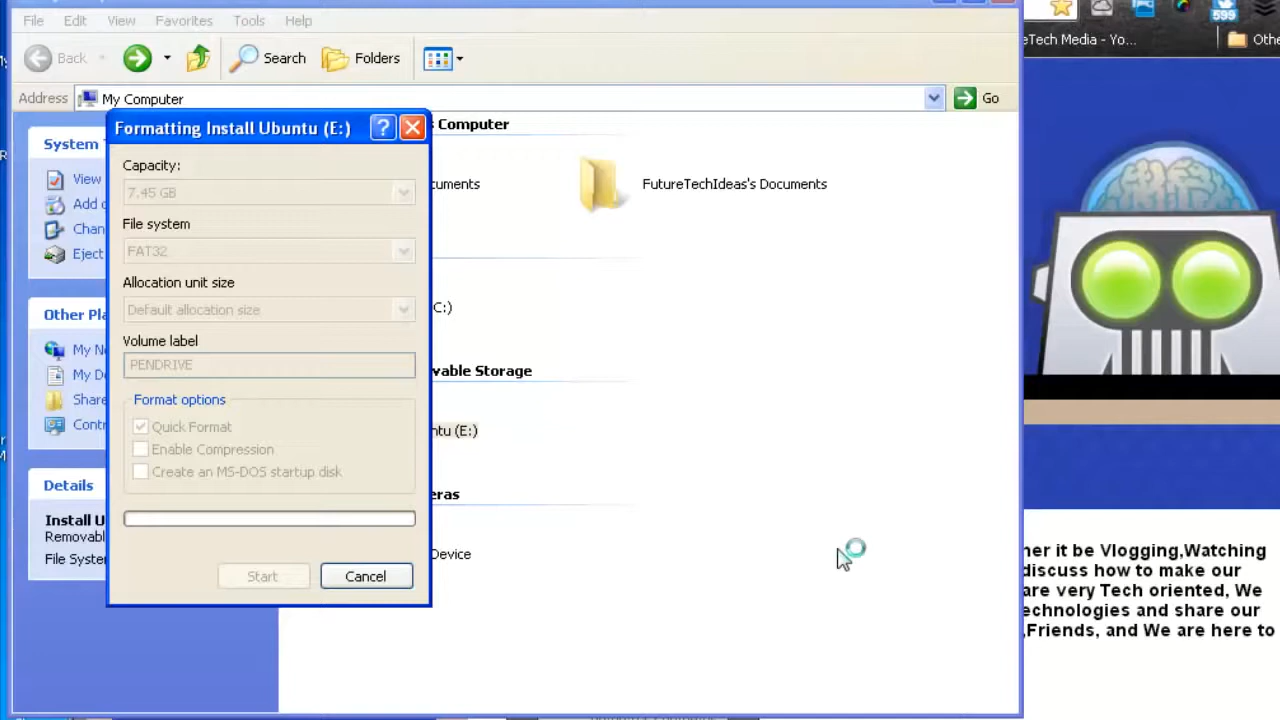 File Edit View Favorites Tools Help
599
Back Search Folders
eTech Media - Yo...
Othe
Address My Computer Go
Formatting Install Ubuntu (E:) ?
Computer
System T
Capacity:
7.45 GB
View
cuments
FutureTechIdeas's Documents
Add o
File system
Chan
FAT32
Eject
Allocation unit size
Default allocation size
C:)
Other Pla
Volume label
My N
PENDRIVE
vable Storage
My D
Share
Format options
Contr
Quick Format
ntu (E:)
Enable Compression
Create an MS-DOS startup disk
Details
eras
Install U
Removab
File Syste
Device
Start Cancel
her it be Vlogging,Watching
discuss how to make our
are very Tech oriented, We
echnologies and share our
,Friends, and We are here to